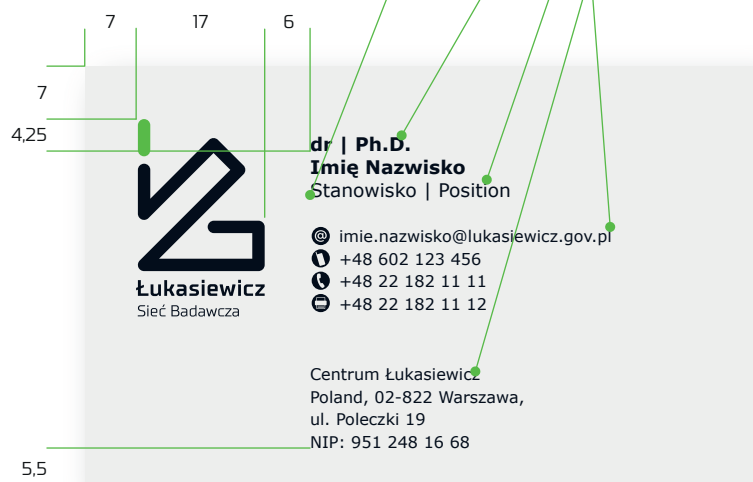 7 17 6
7
4,25
dr | Ph.D.
Imię Nazwisko
Stanowisko | Position
@ imie.nazwisko@lukasiewicz.gov.pl
+48 602 123 456
+48 22 182 11 11
+48 22 182 11 12
Łukasiewicz
Sieć Badawcza
Centrum Łukasiewicz
Poland, 02-822 Warszawa,
ul. Poleczki 19
NIP: 951 248 16 68
5,5